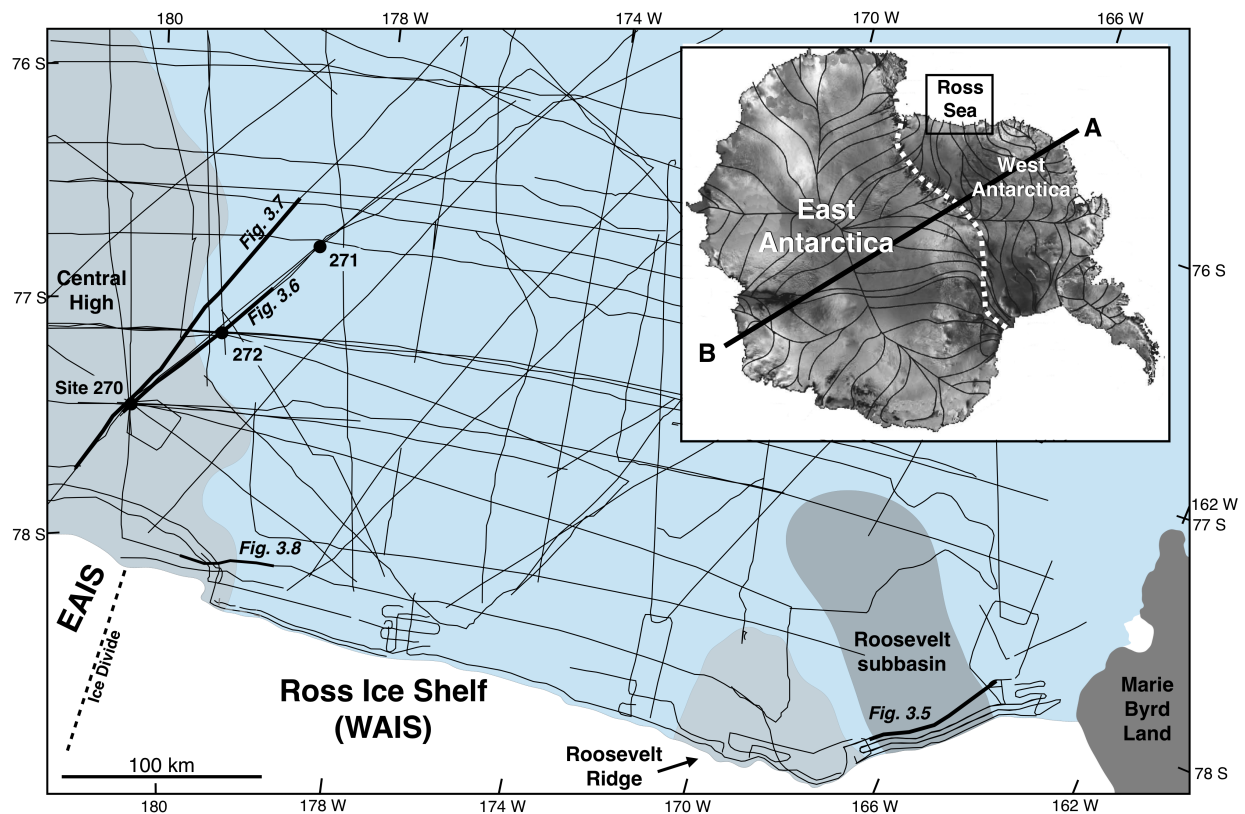 180
178 W
174 W
170 W
166 W
76 S
Ross
Sea
A
West
Antarctica
East
Antarctica
B
Fig. 3.7
271
76 S
Central
High
77 S
Fig. 3.6
272
Site 270
162 W
77 S
78 S
Fig. 3.8
EAIS
Ice Divide
Roosevelt
subbasin
Ross Ice Shelf
(WAIS)
Fig. 3.5
Marie
Byrd
Land
Roosevelt
Ridge
100 km
78 S
180
178 W
174 W
170 W
166 W
162 W